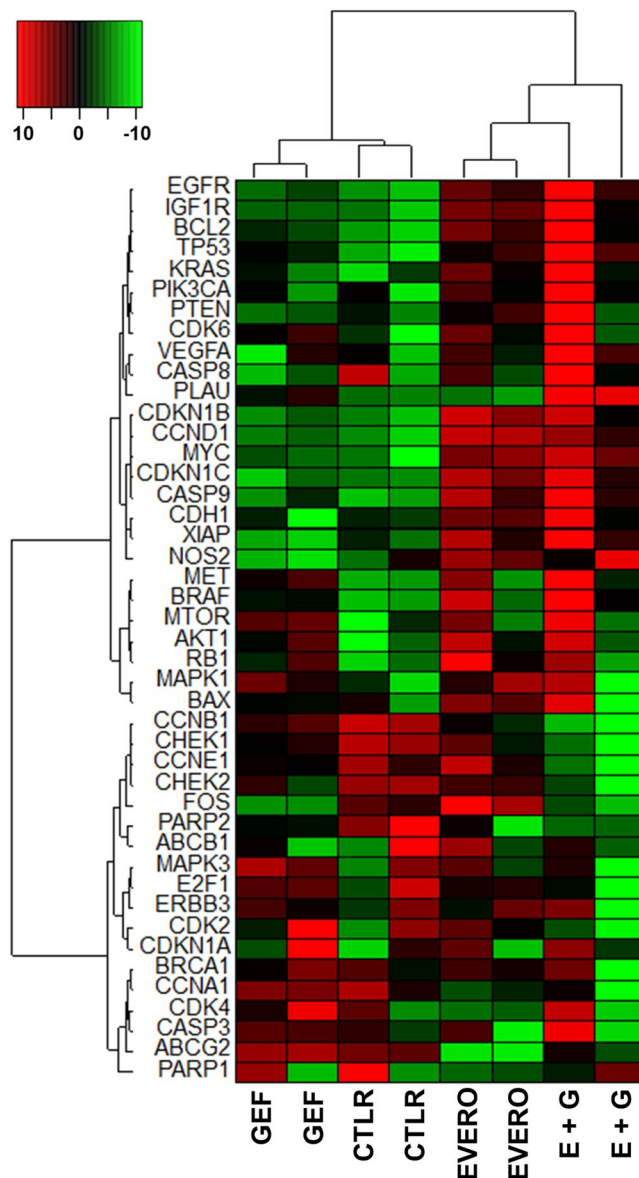 10 0 -10
EGFR
IGF1R
BCL2
TP53
KRAS
PIK3CA
PTEN
CDK6
VEGFA
CASP8
PLAU
CDKN1B
CCND1
MYC
CDKN1C
CASP9
CDH1
XIAP
NOS2
MET
BRAF
MTOR
AKT1
RB1
MAPK1
BAX
CCNB1
CHEK1
CCNE1
CHEK2
FOS
PARP2
ABCB1
MAPK3
E2F1
ERBB3
CDK2
CDKN1A
BRCA1
CCNA1
CDK4
CASP3
ABCG2
PARP1
GEF
GEF
CTLR
CTLR
EVERO
EVERO
E + G
E + G